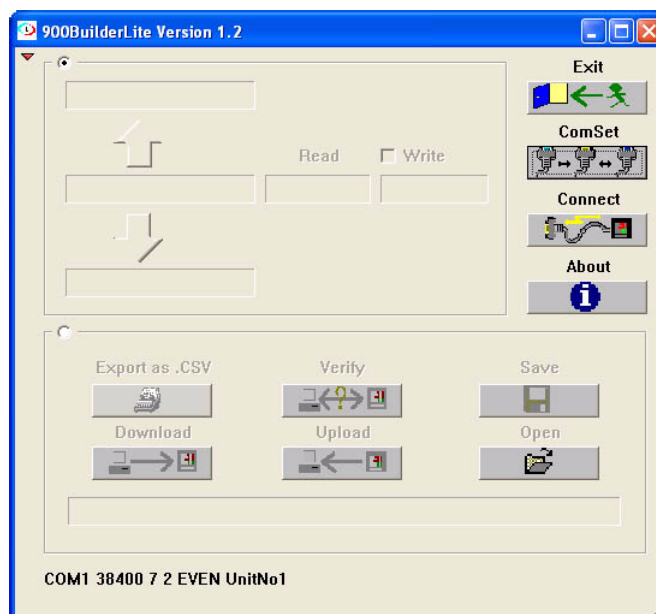 900BuilderLite Version 1.2
Exit
ComSet
Read
Write
Connect
About
Export as .CSV
Verify
Save
Download
Upload
Open
COM1 38400 7 2 EVEN UnitNo1